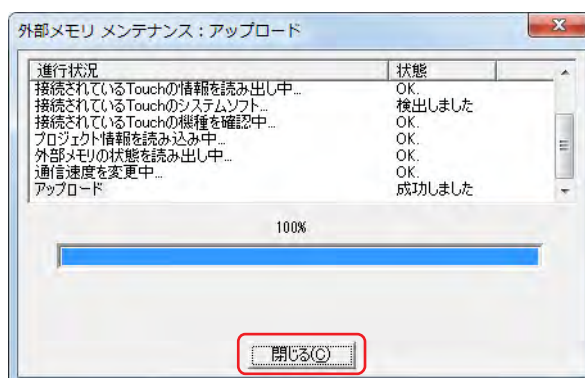 外部メモリ メンテナンス：アップロード
進行状況 状態
接続されているTouchの情報を読み出し中... OK.
接続されているTouchのシステムソフト... 検出しました
接続されているTouchの機種を確認中... OK.
プロジェクト情報を読み込み中... OK.
外部メモリの状態を読み出し中... OK.
通信速度を変更中... OK.
アップロード 成功しました
100%
閉じる(C)